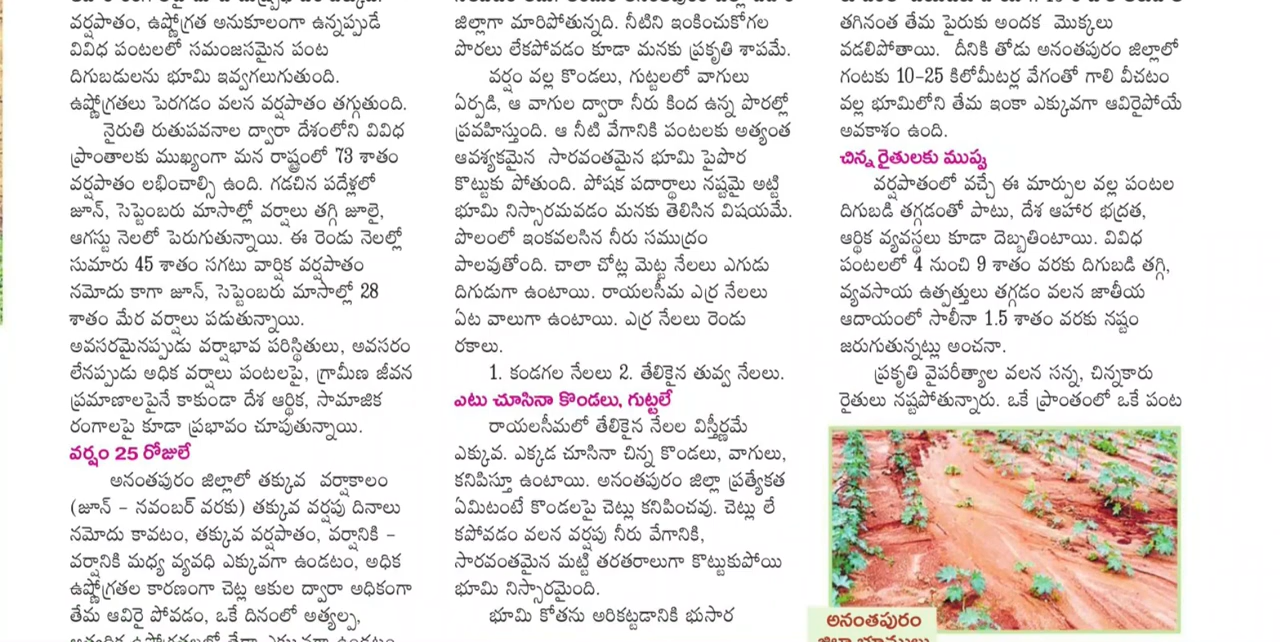 వర్షపాతం, ఉష్ణోగ్రత అనుకూలంగా ఉన్నప్పుడే
వివిధ పంటలలో సమంజసమైన పంట
దిగుబడులను భూమి ఇవ్వగలుగుతుంది.
ఉష్ణోగ్రతలు పెరగడం వలన వర్షపాతం తగ్గుతుంది.
నైరుతి రుతుపవనాల ద్వారా దేశంలోని వివిధ
ప్రాంతాలకు ముఖ్యంగా మన రాష్ట్రంలో 73 శాతం
వర్షపాతం లభించాల్సి ఉంది. గడచిన పదేళ్లలో
జూన్, సెప్టెంబరు మాసాల్లో వర్షాలు తగ్గి జూలై,
ఆగస్టు నెలలో పెరుగుతున్నాయి. ఈ రెండు నెలల్లో
సుమారు 45 శాతం సగటు వార్షిక వర్షపాతం
నమోదు కాగా జూన్, సెప్టెంబరు మాసాల్లో 28
శాతం మేర వర్షాలు పడుతున్నాయి.
అవసరమైనప్పుడు వర్షాభావ పరిస్థితులు, అవసరం
లేనప్పుడు అధిక వర్షాలు పంటలపై, గ్రామీణ జీవన
ప్రమాణాలపైనే కాకుండా దేశ ఆర్థిక, సామాజిక
రంగాలపై కూడా ప్రభావం చూపుతున్నాయి.
వర్షం 25 రోజులే
అనంతపురం జిల్లాలో తక్కువ వర్షాకాలం
(జూన్ - నవంబర్ వరకు) తక్కువ వర్షపు దినాలు
నమోదు కావటం, తక్కువ వర్షపాతం, వర్షానికి -
వర్షానికి మధ్య వ్యవధి ఎక్కువగా ఉండటం, అధిక
ఉష్ణోగ్రతల కారణంగా చెట్ల ఆకుల ద్వారా అధికంగా
తేమ ఆవిరై పోవడం, ఒకే దినంలో అత్యల్ప,
జిల్లాగా మారిపోతున్నది. నీటిని ఇంకించుకోగల
పొరలు లేకపోవడం కూడా మనకు ప్రకృతి శాపమే.
వర్షం వల్ల కొండలు, గుట్టలలో వాగులు
ఏర్పడి, ఆ వాగుల ద్వారా నీరు కింద ఉన్న పొరల్లో
ప్రవహిస్తుంది. ఆ నీటి వేగానికి పంటలకు అత్యంత
ఆవశ్యకమైన సారవంతమైన భూమి పైపొర
కొట్టుకు పోతుంది. పోషక పదార్థాలు నష్టమై అట్టి
భూమి నిస్సారమవడం మనకు తెలిసిన విషయమే.
పొలంలో ఇంకవలసిన నీరు సముద్రం
పాలవుతోంది. చాలా చోట్ల మెట్ట నేలలు ఎగుడు
దిగుడుగా ఉంటాయి. రాయలసీమ ఎర్ర నేలలు
ఏట వాలుగా ఉంటాయి. ఎర్ర నేలలు రెండు
రకాలు.
1. కండగల నేలలు 2. తేలికైన తువ్వ నేలలు.
ఎటు చూసినా కొండలు, గుట్టలే
రాయలసీమలో తేలికైన నేలల విస్తీర్ణమే
ఎక్కువ. ఎక్కడ చూసినా చిన్న కొండలు, వాగులు,
కనిపిస్తూ ఉంటాయి. అనంతపురం జిల్లా ప్రత్యేకత
ఏమిటంటే కొండలపై చెట్లు కనిపించవు. చెట్లు లే
కపోవడం వలన వర్షపు నీరు వేగానికి,
సారవంతమైన మట్టి తరతరాలుగా కొట్టుకుపోయి
భూమి నిస్సారమైంది.
భూమి కోతను అరికట్టడానికి భుసార
తగినంత తేమ పైరుకు అందక మొక్కలు
వడలిపోతాయి. దీనికి తోడు అనంతపురం జిల్లాలో
గంటకు 10-25 కిలోమీటర్ల వేగంతో గాలి వీచటం
వల్ల భూమిలోని తేమ ఇంకా ఎక్కువగా ఆవిరైపోయే
అవకాశం ఉంది.
చిన్న రైతులకు ముప్పు
వర్షపాతంలో వచ్చే ఈ మార్పుల వల్ల పంటల
దిగుబడి తగ్గడంతో పాటు, దేశ ఆహార భద్రత,
ఆర్థిక వ్యవస్థలు కూడా దెబ్బతింటాయి. వివిధ
పంటలలో 4 నుంచి 9 శాతం వరకు దిగుబడి తగ్గి,
వ్యవసాయ ఉత్పత్తులు తగ్గడం వలన జాతీయ
ఆదాయంలో సాలీనా 1.5 శాతం వరకు నష్టం
జరుగుతున్నట్లు అంచనా.
ప్రకృతి వైపరీత్యాల వలన సన్న, చిన్నకారు
రైతులు నష్టపోతున్నారు. ఒకే ప్రాంతంలో ఒకే పంట
అనంతపురం